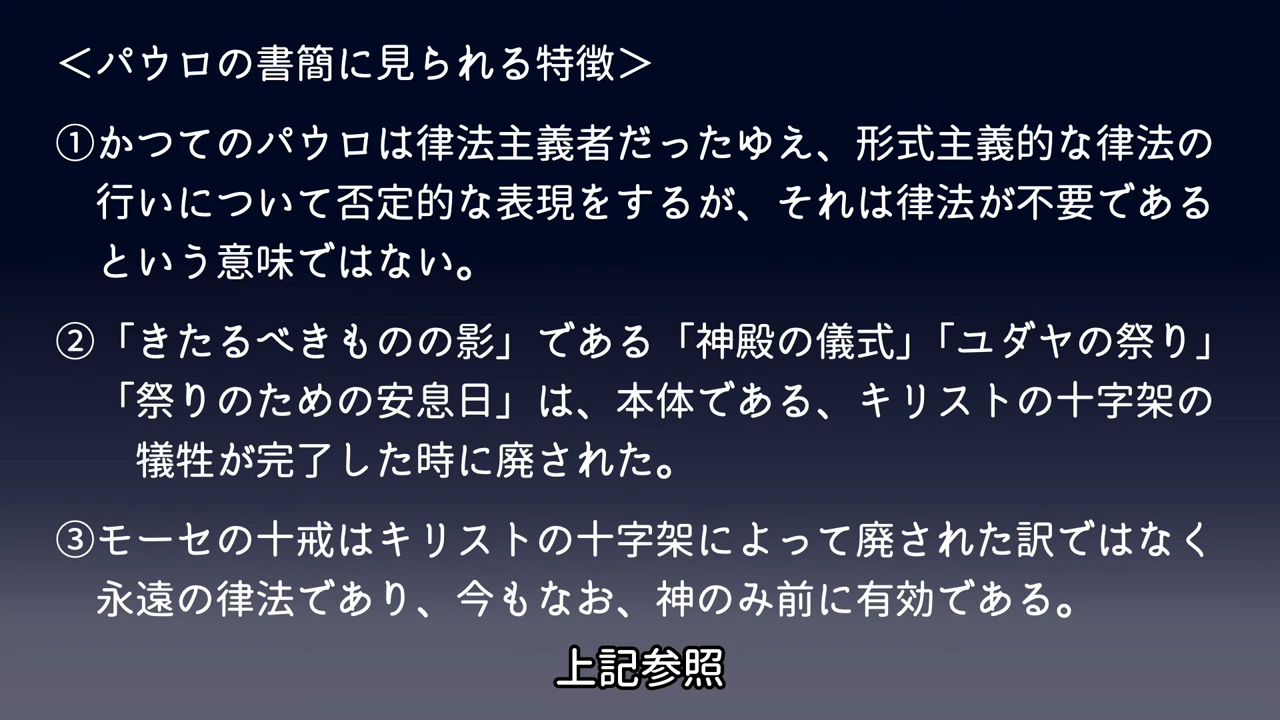 ＜パウロの書簡に見られる特徴＞
①かつてのパウロは律法主義者だったゆえ、形式主義的な律法の
行いについて否定的な表現をするが、それは律法が不要である
という意味ではない。
②「きたるべきものの影」である「神殿の儀式」「ユダヤの祭り」
「祭りのための安息日」は、本体である、キリストの十字架の
犠牲が完了した時に廃された。
③モーセの十戒はキリストの十字架によって廃された訳ではなく
永遠の律法であり、今もなお、神のみ前に有効である。
上記参照